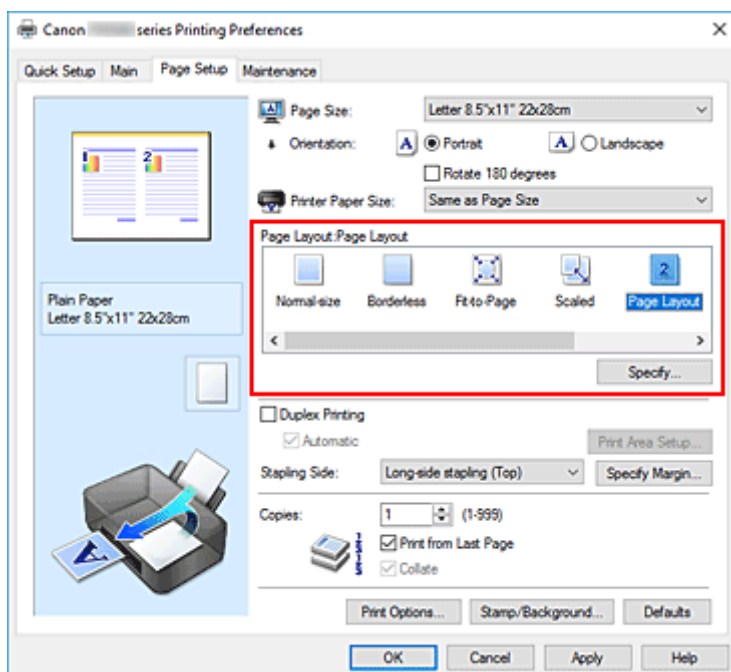 Canon series Printing Preferences
Quick Setup Main Page Setup Maintenance
1 2
Page Size: Letter 8.5"x11" 22x28cm
Orientation: A Portrait A Landscape
Rotate 180 degrees
Printer Paper Size: Same as Page Size
Page Layout:Page Layout
2
Normal-size Borderless Fit-to-Page Scaled Page Layout
Specify...
Plain Paper
Letter 8.5"x11" 22x28cm
Duplex Printing
Automatic Print Area Setup...
Stapling Side: Long-side stapling (Top) Specify Margin...
Copies: 1 (1-999)
Print from Last Page
Collate
A
Print Options... Stamp/Background... Defaults
OK Cancel Apply Help